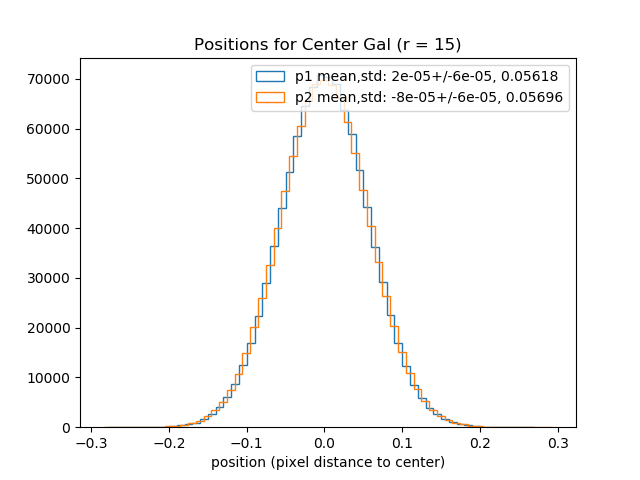 Positions for Center Gal (r = 15)
p1 mean,std: 2e-05+/-6e-05, 0.05618
p2 mean,std: -8e-05+/-6e-05, 0.05696
70000
60000
50000
40000
30000
20000
10000
0
−0.3 −0.2 −0.1 0.0 0.1 0.2 0.3
position (pixel distance to center)